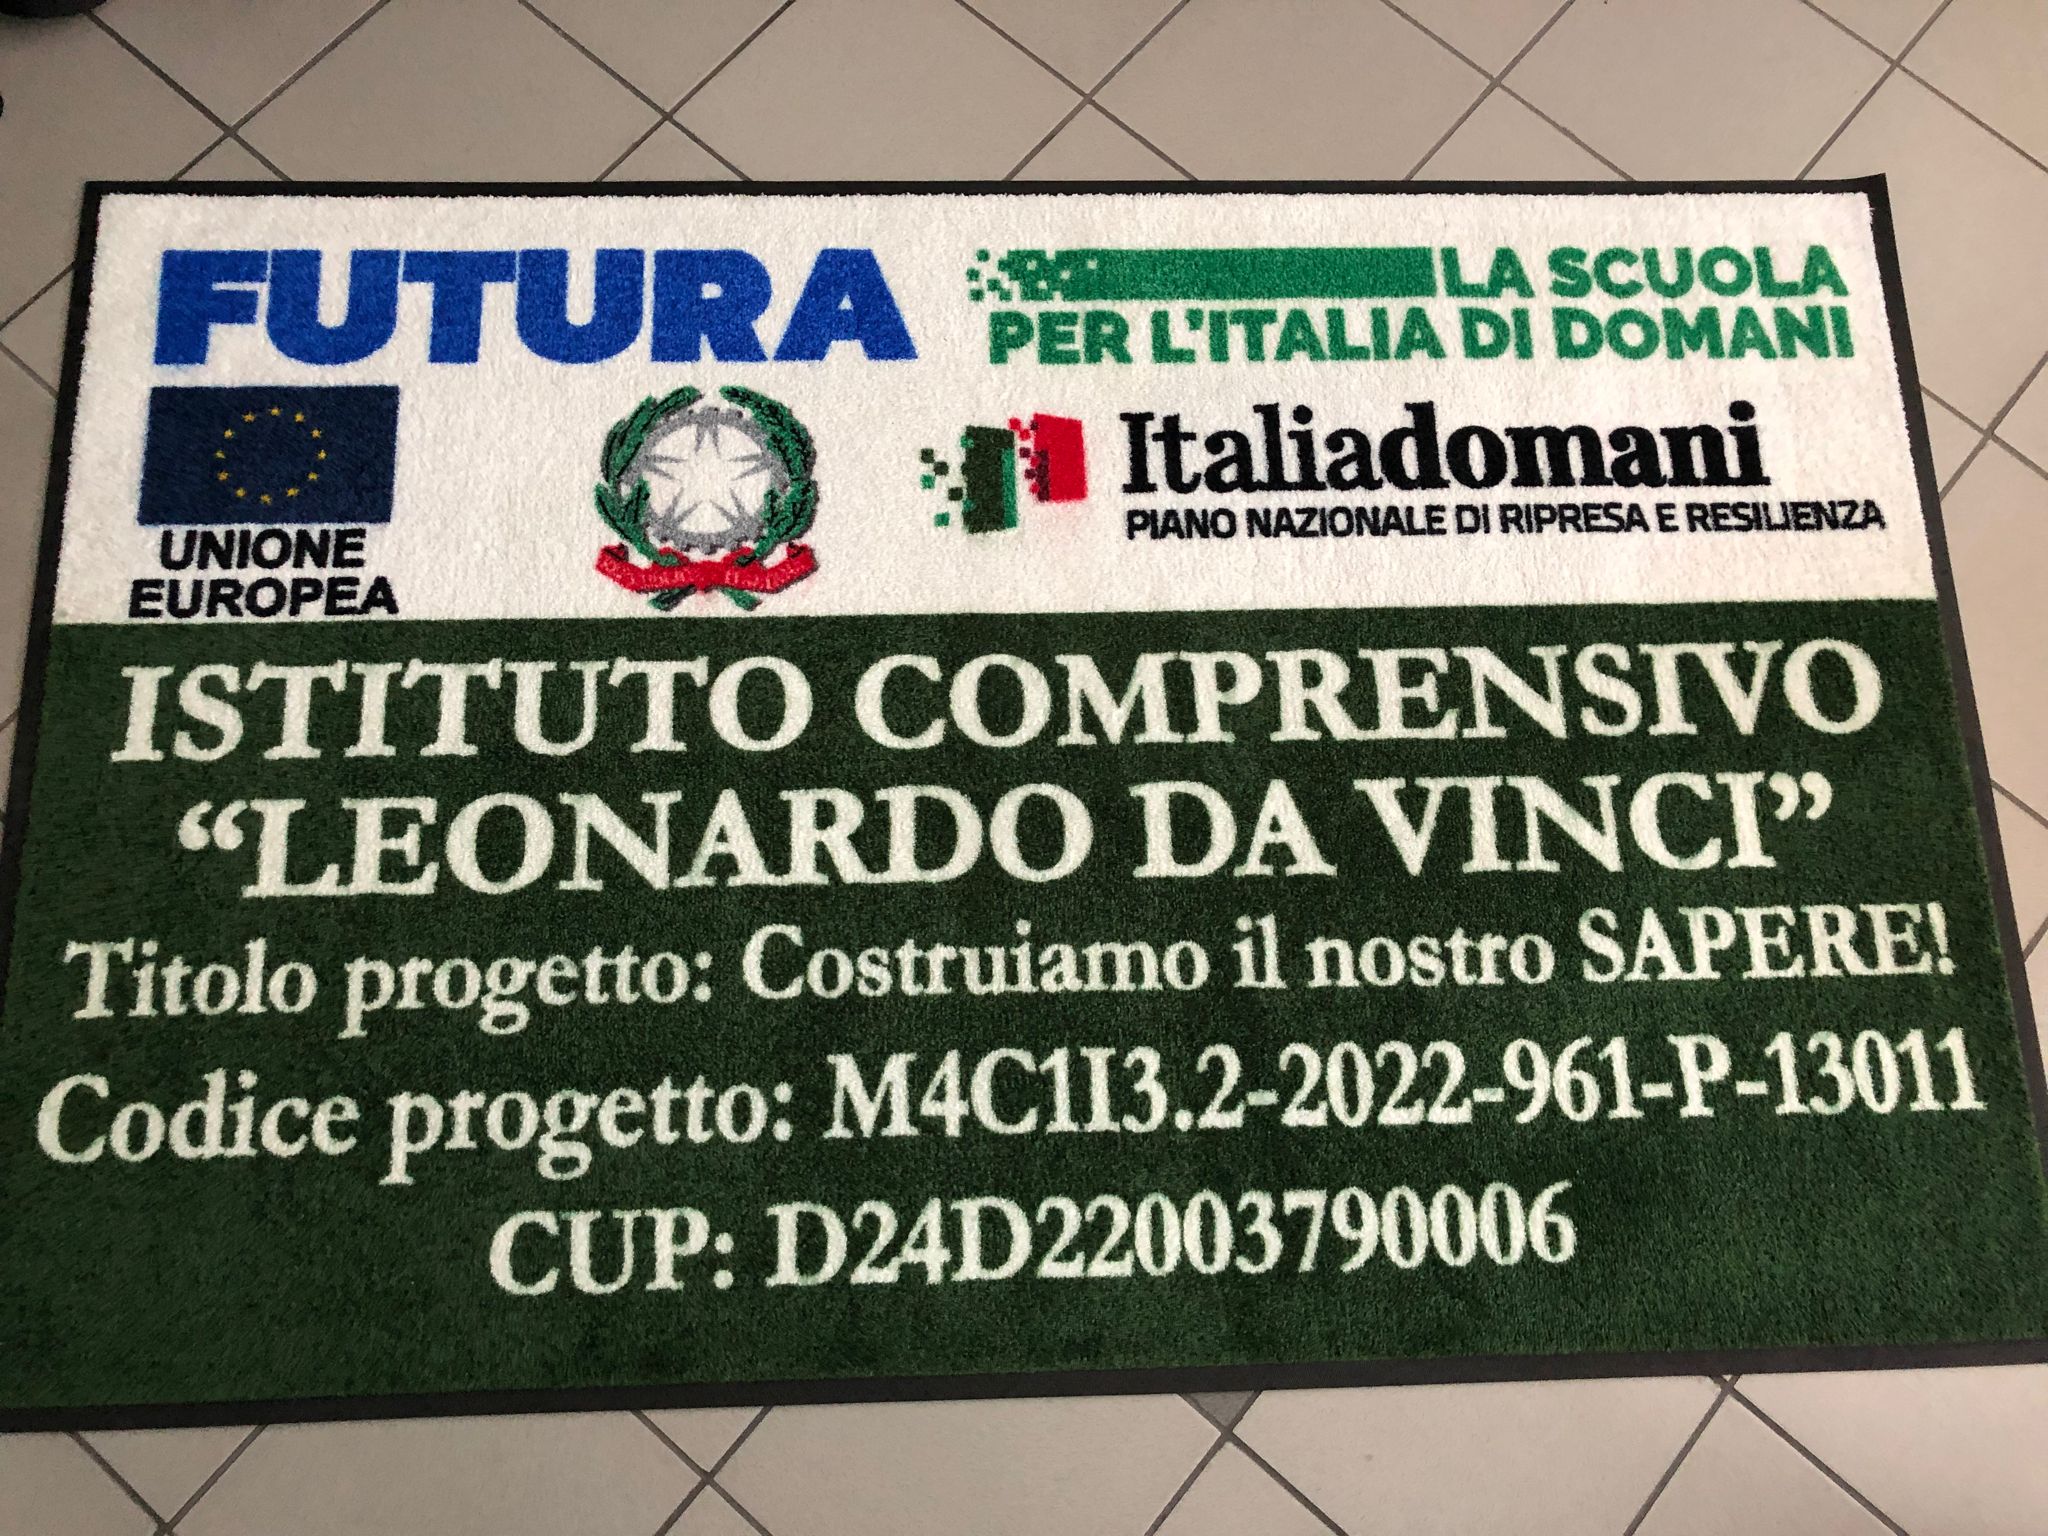 FUTURA
LA SCUOLA
PER L'ITALIA DI DOMANI
UNIONE
EUROPEA
Italiadomani
PIANO NAZIONALE DI RIPRESA E RESILIENZA
ISTITUTO COMPRENSIVO
“LEONARDO DA VINCI”
Titolo progetto: Costruiamo il nostro SAPERE!
Codice progetto: M4C1I3.2-2022-961-P-13011
CUP: D24D22003790006